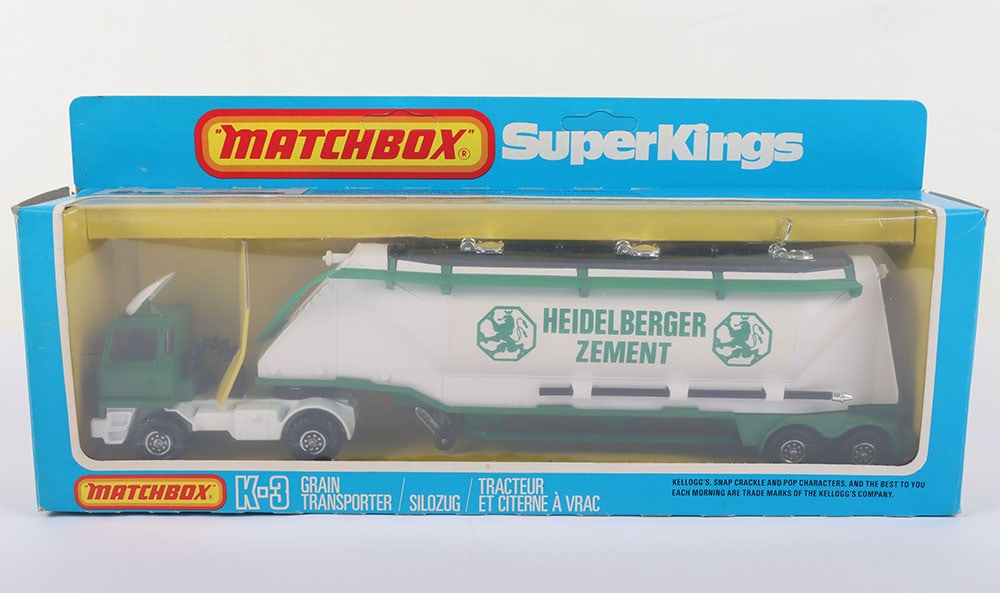 "MATCHBOX"® SuperKings
HEIDELBERGER
ZEMENT
"MATCHBOX"® K-3 GRAIN
TRANSPORTER / SILOZUG / TRACTEUR
ET CITERNE À VRAC
KELLOGG'S, SNAP CRACKLE AND POP CHARACTERS, AND THE BEST TO YOU
EACH MORNING ARE TRADE MARKS OF THE KELLOGG'S COMPANY.